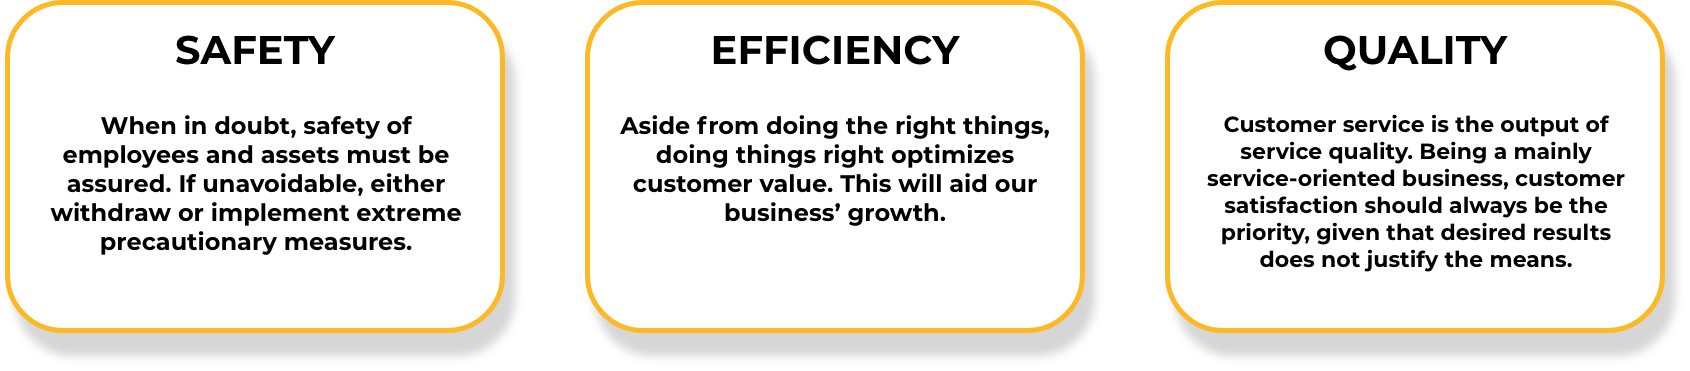 SAFETY
When in doubt, safety of
employees and assets must be
assured. If unavoidable, either
withdraw or implement extreme
precautionary measures.
EFFICIENCY
Aside from doing the right things,
doing things right optimizes
customer value. This will aid our
business’ growth.
QUALITY
Customer service is the output of
service quality. Being a mainly
service-oriented business, customer
satisfaction should always be the
priority, given that desired results
does not justify the means.